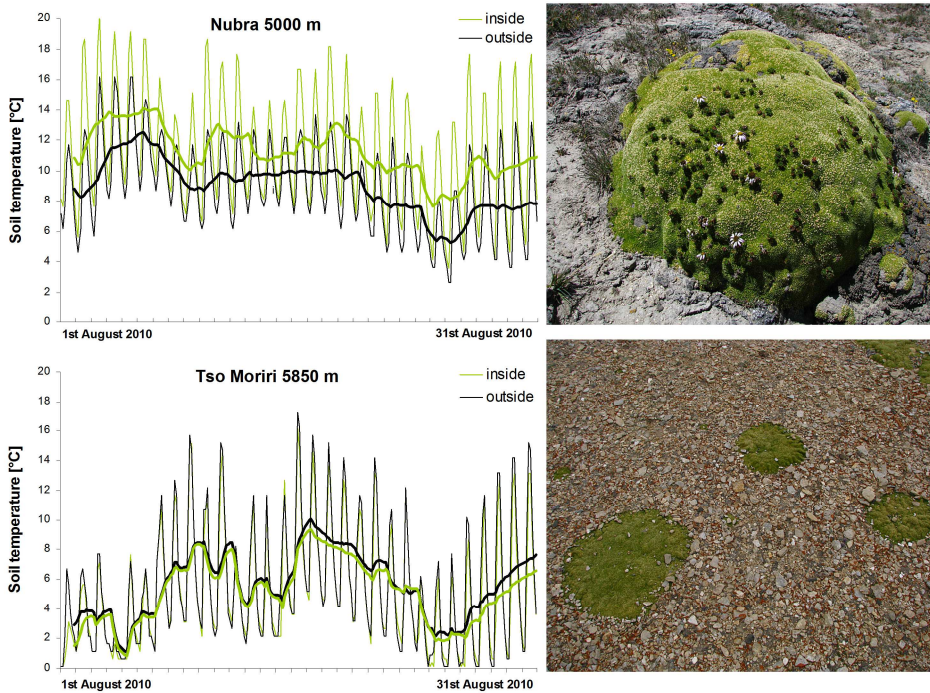 Nubra 5000 m
inside
outside
Soil temperature [°C]
20
18
16
14
12
10
8
6
4
2
0
1st August 2010
31st August 2010
Tso Moriri 5850 m
inside
outside
Soil temperature [°C]
20
16
14
12
10
8
6
4
2
0
1st August 2010
31st August 2010